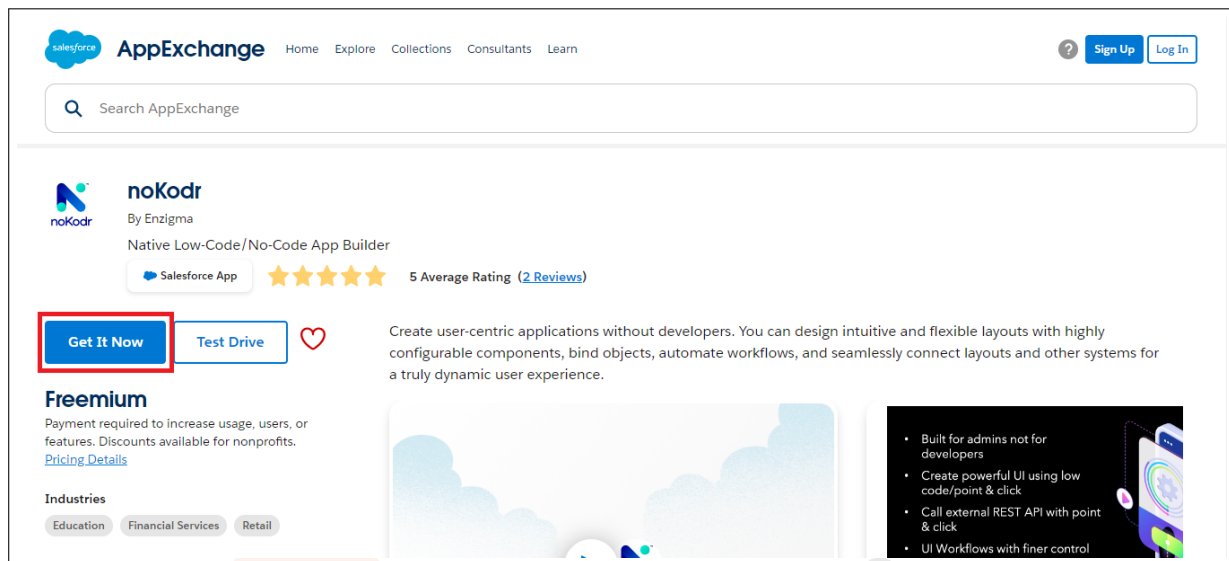 salesforce AppExchange Home Explore Collections Consultants Learn ? Sign Up Log In
Search AppExchange
noKodr
noKodr
By Enzigma
Native Low-Code/No-Code App Builder
Salesforce App 5 Average Rating (2 Reviews)
Get It Now Test Drive
Create user-centric applications without developers. You can design intuitive and flexible layouts with highly
configurable components, bind objects, automate workflows, and seamlessly connect layouts and other systems for
a truly dynamic user experience.
Freemium
Payment required to increase usage, users, or
features. Discounts available for nonprofits.
Pricing Details
Industries
Education Financial Services Retail
• Built for admins not for
developers
• Create powerful UI using low
code/point & click
• Call external REST API with point
& click
• UI Workflows with finer control